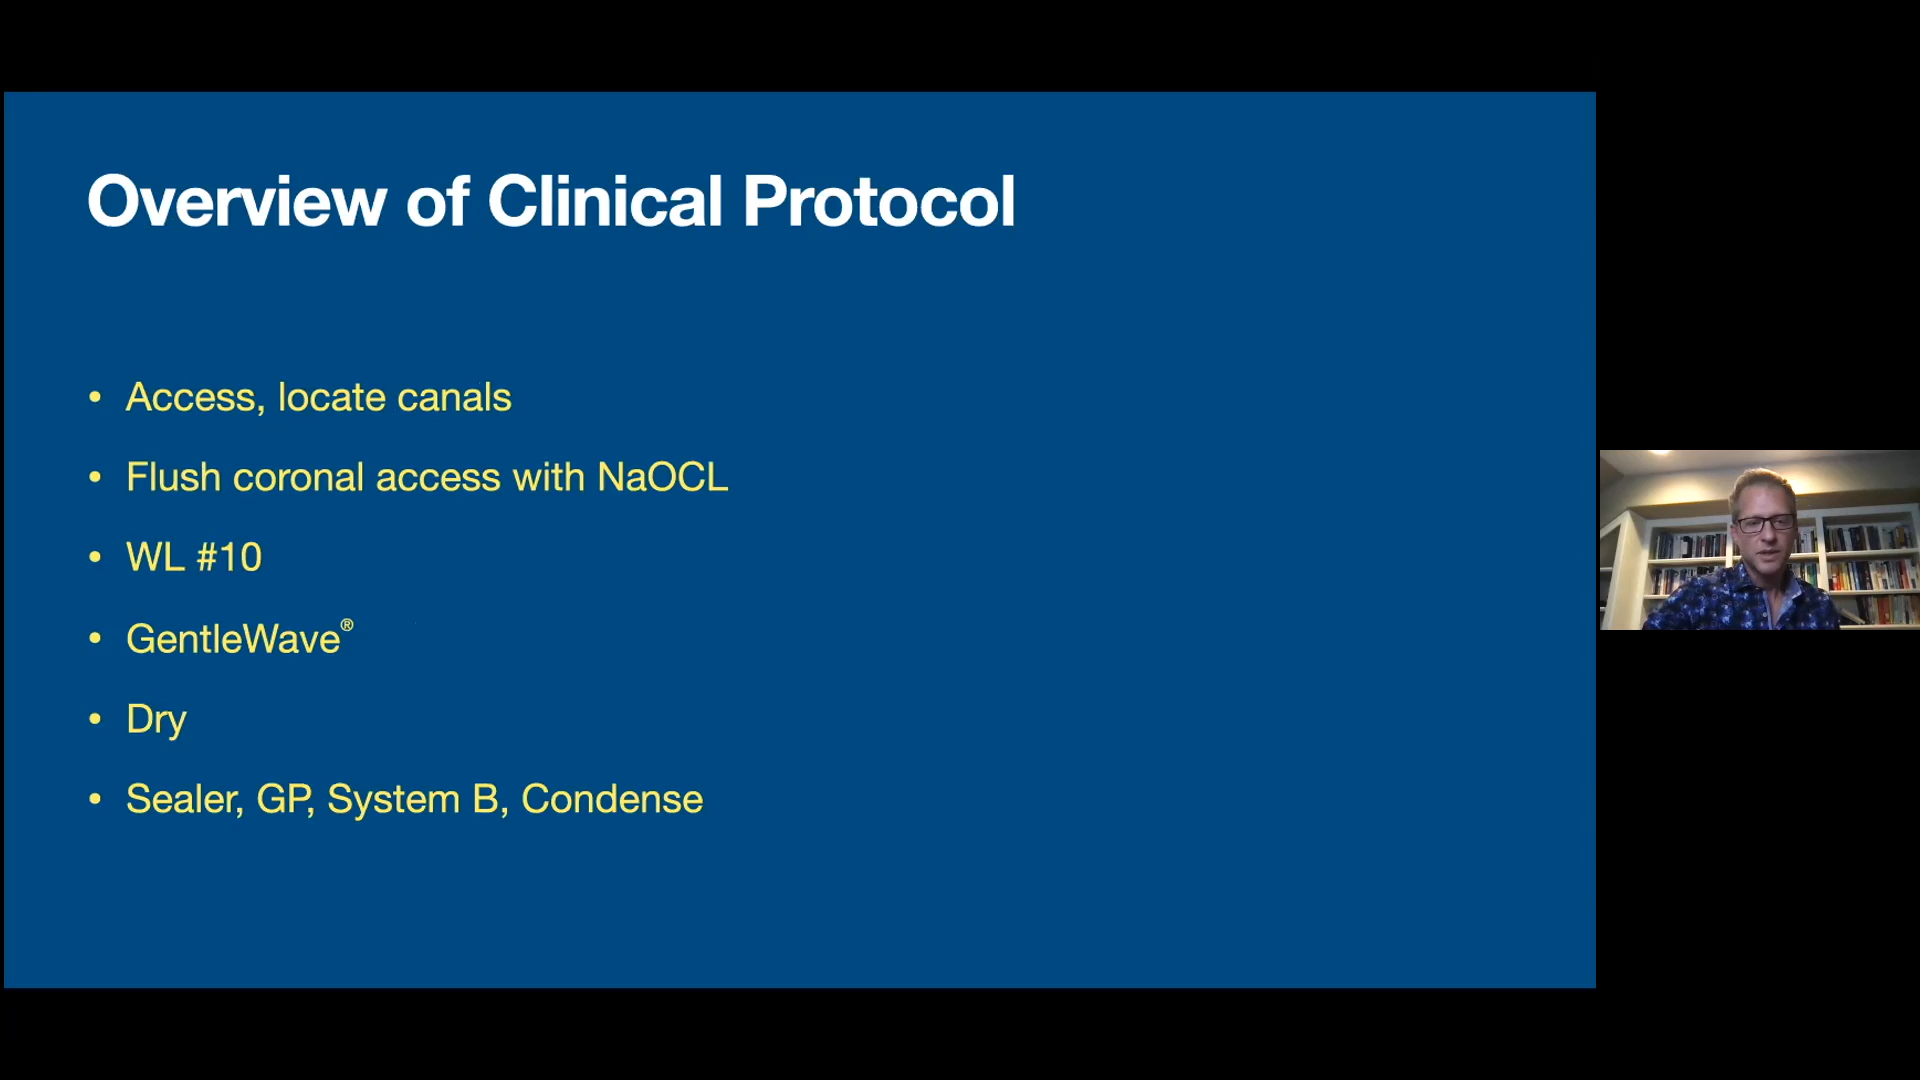 Overview of Clinical Protocol
• Access, locate canals
• Flush coronal access with NaOCL
• WL #10
• GentleWave®
• Dry
• Sealer, GP, System B, Condense